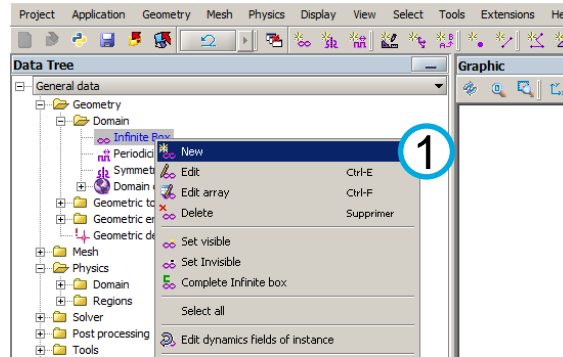 Project Application Geometry Mesh Physics Display View Select Tools Extensions He
Data Tree
Graphic
General data
Geometry
Domain
Infinite Box
Periodici
Symmet
Domain
Geometric to
Geometric en
Geometric de
Mesh
Physics
Domain
Regions
Solver
Post processing
Tools
New
1
Edit Ctrl-E
Edit array Ctrl-F
Delete Supprimer
Set visible
Set Invisible
Complete Infinite box
Select all
Edit dynamics fields of instance